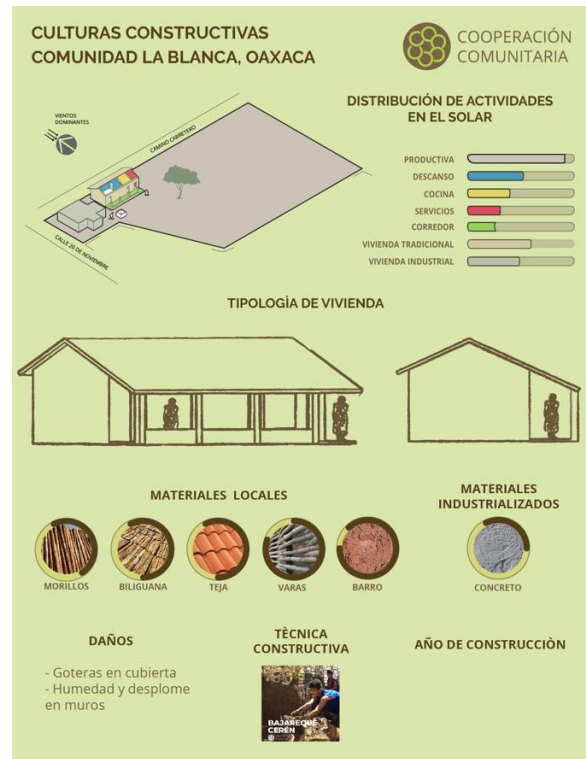 CULTURAS CONSTRUCTIVAS
COMUNIDAD LA BLANCA, OAXACA
COOPERACIÓN
COMUNITARIA
VIENTOS
DOMINANTES
CAMINO CARRETERO
CALLE 20 DE NOVIEMBRE
DISTRIBUCIÓN DE ACTIVIDADES
EN EL SOLAR
PRODUCTIVA
DESCANSO
COCINA
SERVICIOS
CORREDOR
VIVIENDA TRADICIONAL
VIVIENDA INDUSTRIAL
TIPOLOGÌA DE VIVIENDA
MATERIALES LOCALES
MORILLOS
BILIGUANA
TEJA
VARAS
BARRO
MATERIALES
INDUSTRIALIZADOS
CONCRETO
DAÑOS
- Goteras en cubierta
- Humedad y desplome
en muros
TÈCNICA
CONSTRUCTIVA
BAJAREQUE
CERÉN
AÑO DE CONSTRUCCIÒN